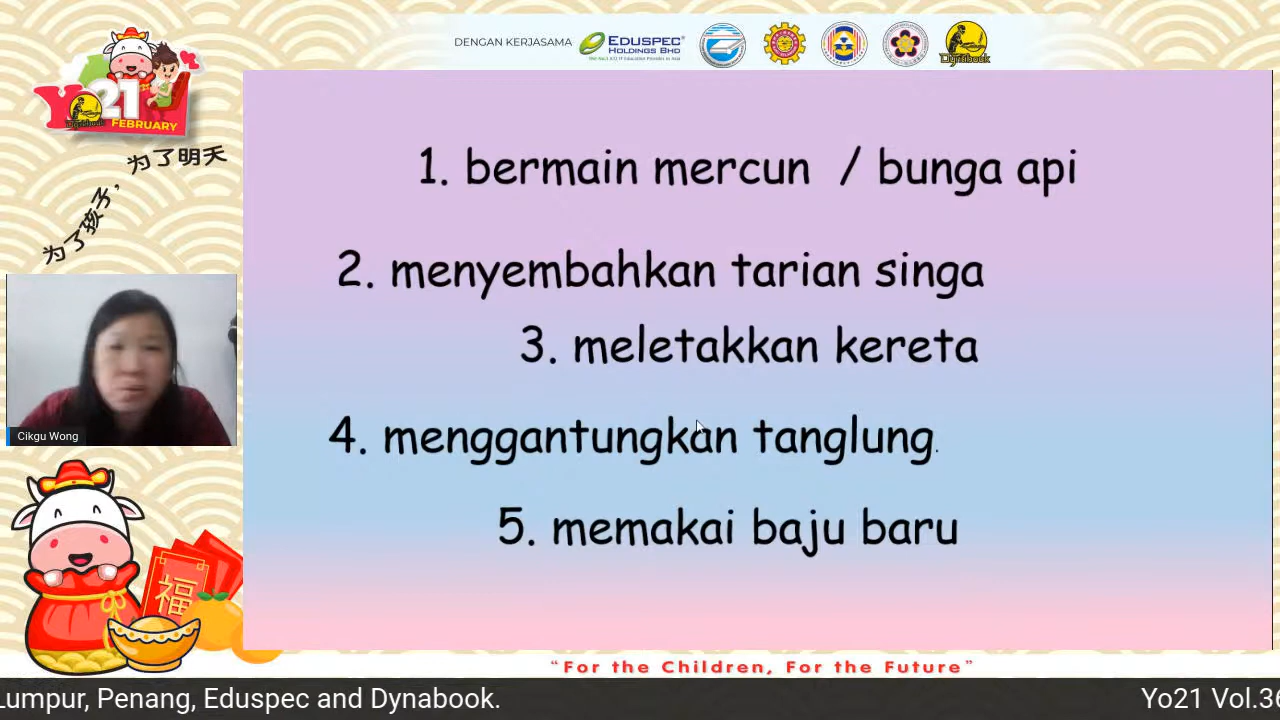 DENGAN KERJASAMA
EDUSPEC
HOLDINGS BHD
Dynabook
Yo21
Dynabook
FEBRUARY
为了明天
为了孩子,
1. bermain mercun / bunga api
2. menyembahkan tarian singa
3. meletakkan kereta
4. menggantungkan tanglung.
5. memakai baju baru
Cikgu Wong
福
“For the Children, For the Future”
Lumpur, Penang, Eduspec and Dynabook.
Yo21 Vol.36